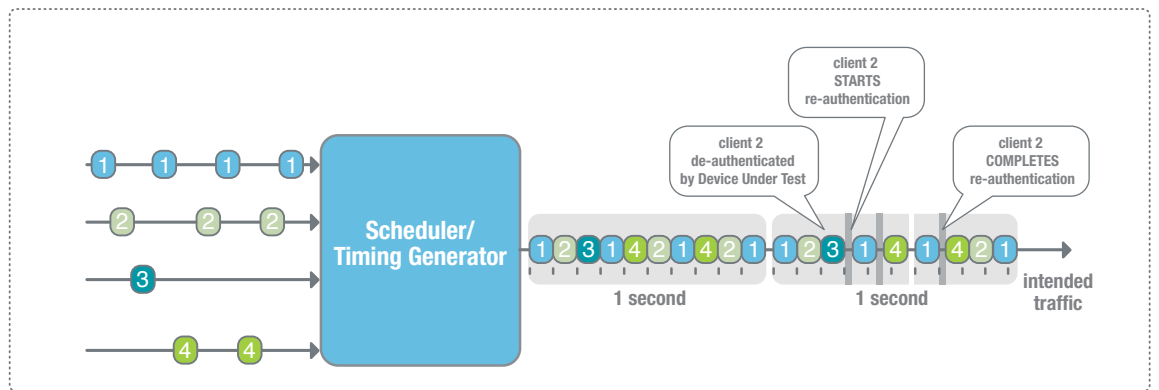 client 2
STARTS
re-authentication
client 2
de-authenticated
by Device Under Test
client 2
COMPLETES
re-authentication
1 1 1 1
2 2 2
3
4 4
Scheduler/
Timing Generator
1 2 3 1 4 2 1 4 2 1
1 2 3 1 4 1 4 2 1
1 second
1 second
intended
traffic